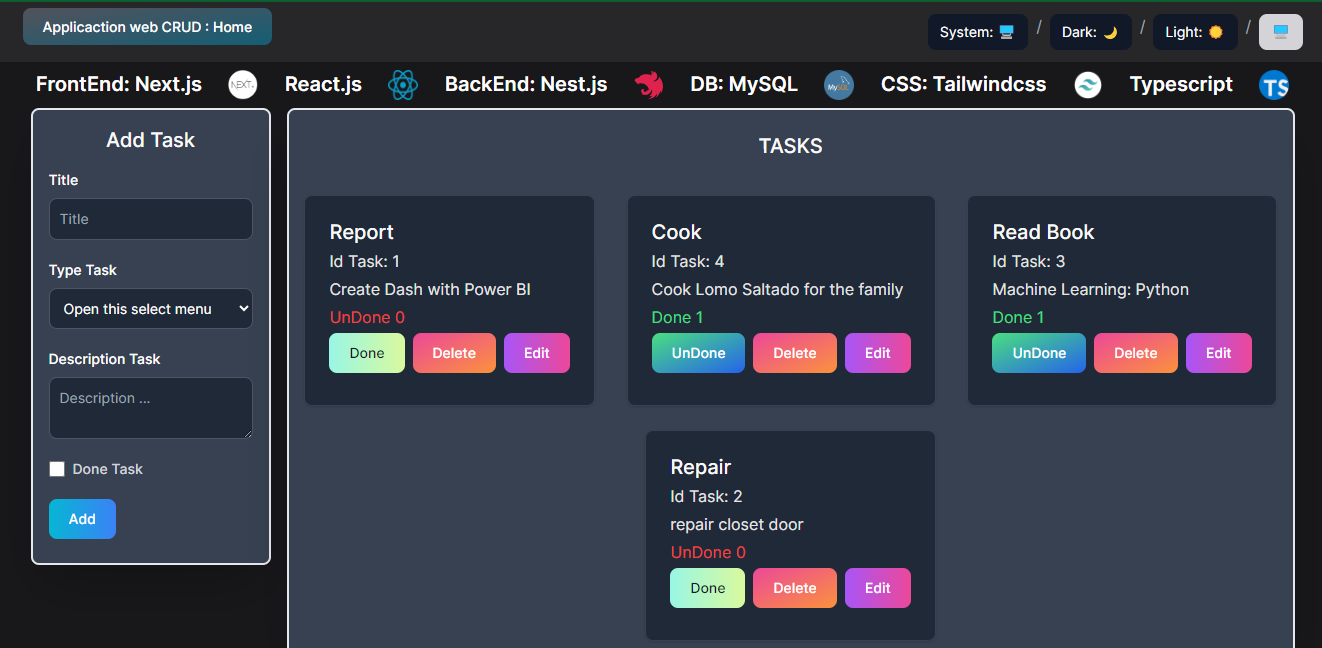 Applicaction web CRUD : Home
System: 💻 / Dark: 🌙 / Light: ☀️ / 💻
FrontEnd: Next.js NEXT. React.js BackEnd: Nest.js DB: MySQL MySQL CSS: Tailwindcss Typescript TS
Add Task
Title
Title
Type Task
Open this select menu
Description Task
Description ...
Done Task
Add
TASKS
Report
Id Task: 1
Create Dash with Power BI
UnDone 0
Done Delete Edit
Cook
Id Task: 4
Cook Lomo Saltado for the family
Done 1
UnDone Delete Edit
Read Book
Id Task: 3
Machine Learning: Python
Done 1
UnDone Delete Edit
Repair
Id Task: 2
repair closet door
UnDone 0
Done Delete Edit